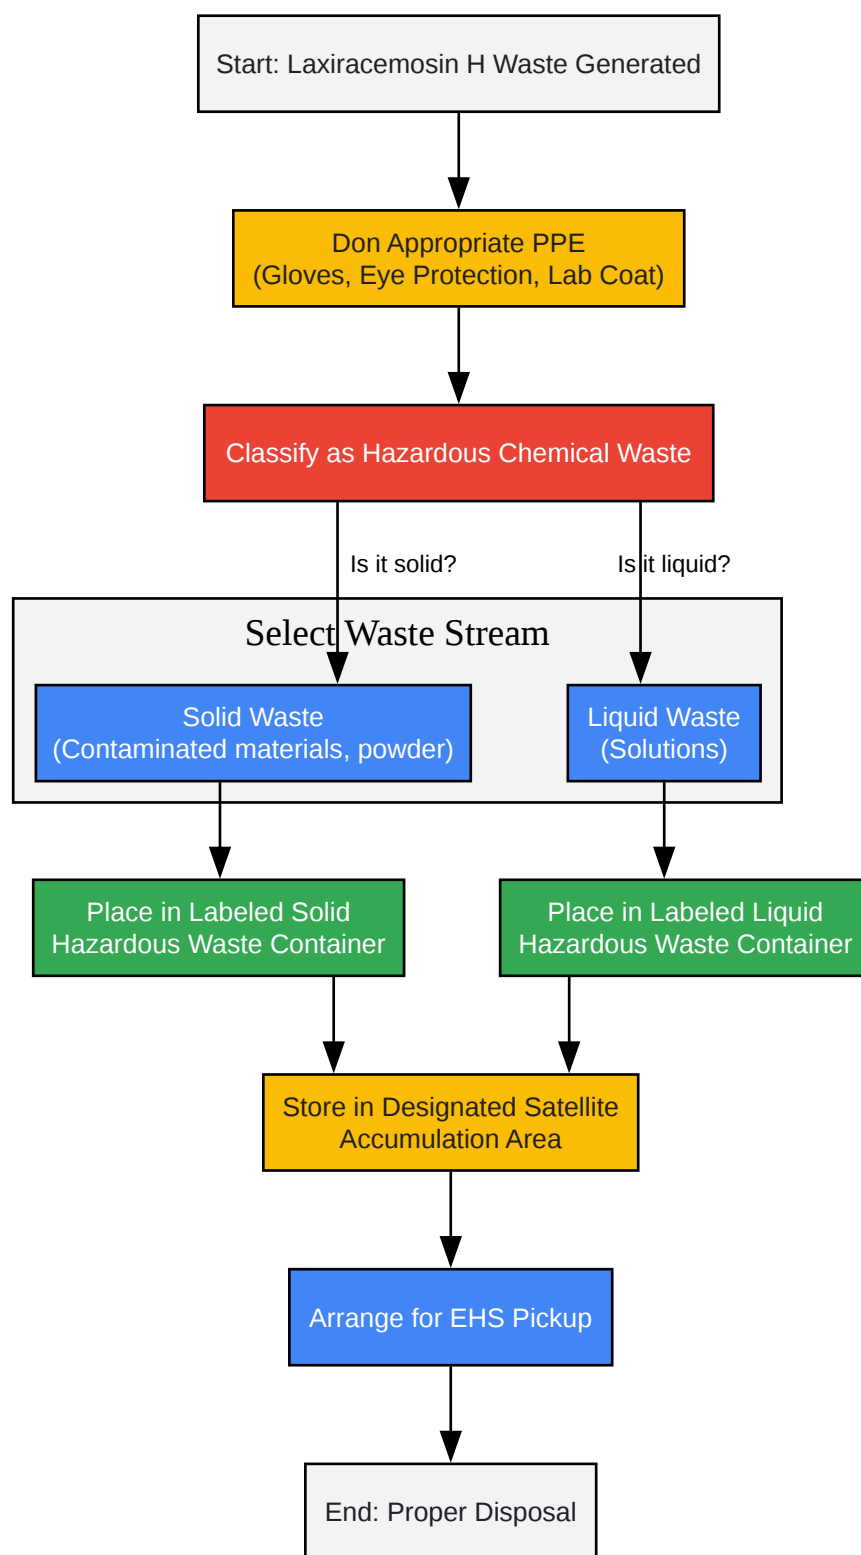 Start: Laxiracemosin H Waste Generated
Don Appropriate PPE
(Gloves, Eye Protection, Lab Coat)
Classify as Hazardous Chemical Waste
Is it solid?
Is it liquid?
Select Waste Stream
Solid Waste
(Contaminated materials, powder)
Liquid Waste
(Solutions)
Place in Labeled Solid
Hazardous Waste Container
Place in Labeled Liquid
Hazardous Waste Container
Store in Designated Satellite
Accumulation Area
Arrange for EHS Pickup
End: Proper Disposal